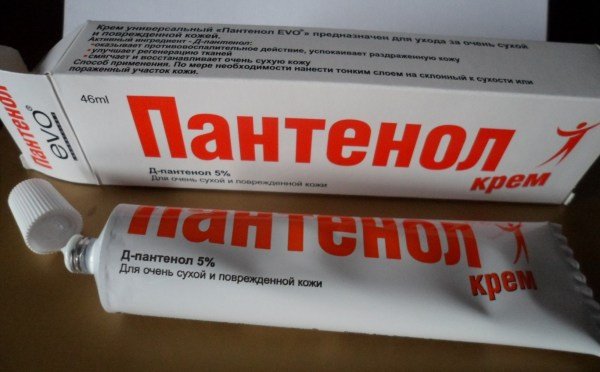 Крем универсальный «Пантенол EVO®» предназначен для ухода за очень сухой
и поврежденной кожей.
Активный ингредиент - Д-пантенол:
•оказывает противовоспалительное действие, успокаивает раздраженную кожу
•улучшает регенерацию ткани
•смягчает и восстанавливает очень сухую кожу
Способ применения. По мере необходимости нанести тонким слоем на склонный к сухости или
пораженный участок кожи.
Пантенол®
evo
46ml
Пантенол
крем
Д-пантенол 5%
Для очень сухой и поврежденной кожи
Пантенол
крем
Д-пантенол 5%
Для очень сухой и поврежденной кожи